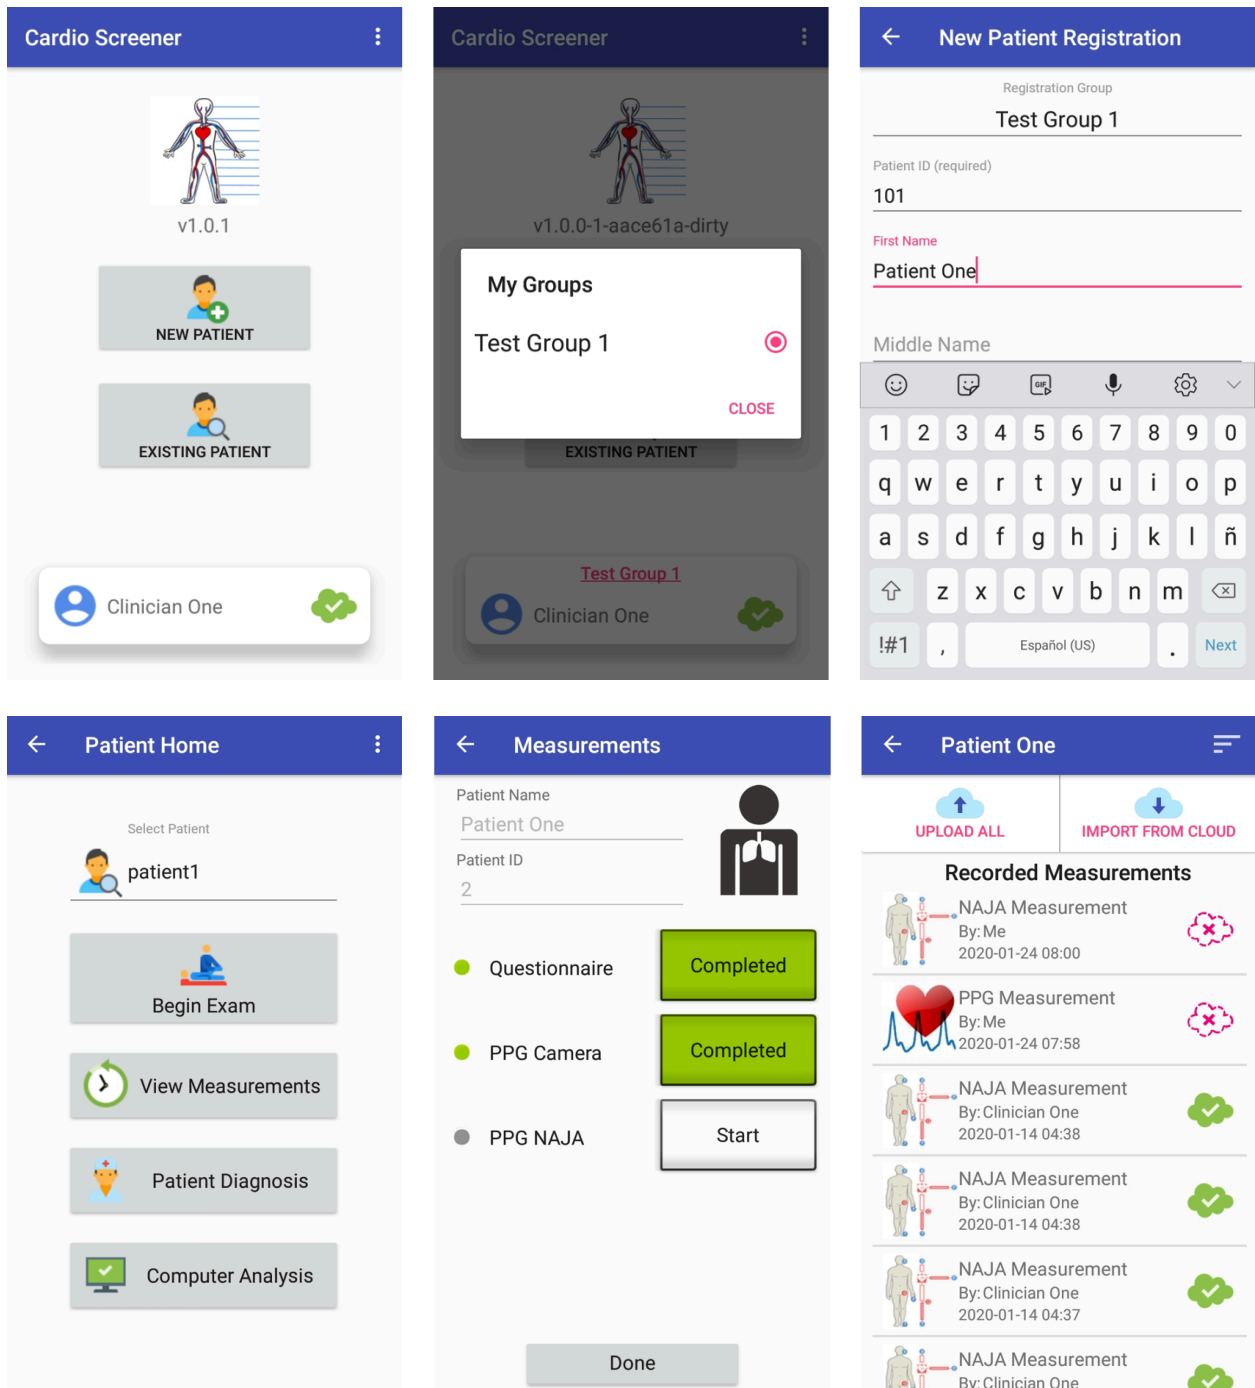 Cardio Screener
v1.0.1
NEW PATIENT
EXISTING PATIENT
Clinician One
Cardio Screener
v1.0.0-1-aace61a-dirty
My Groups
Test Group 1
CLOSE
EXISTING PATIENT
Test Group 1
Clinician One
New Patient Registration
Registration Group
Test Group 1
Patient ID (required)
101
First Name
Patient One
Middle Name
GIF
1 2 3 4 5 6 7 8 9 0
q w e r t y u i o p
a s d f g h j k l ñ
z x c v b n m
!#1 , Español (US) . Next
Patient Home
Select Patient
patient1
Begin Exam
View Measurements
Patient Diagnosis
Computer Analysis
Measurements
Patient Name
Patient One
Patient ID
2
Questionnaire Completed
PPG Camera Completed
PPG NAJA Start
Done
Patient One
UPLOAD ALL IMPORT FROM CLOUD
Recorded Measurements
NAJA Measurement
By: Me
2020-01-24 08:00
PPG Measurement
By: Me
2020-01-24 07:58
NAJA Measurement
By: Clinician One
2020-01-14 04:38
NAJA Measurement
By: Clinician One
2020-01-14 04:38
NAJA Measurement
By: Clinician One
2020-01-14 04:37
NAJA Measurement
By: Clinician One